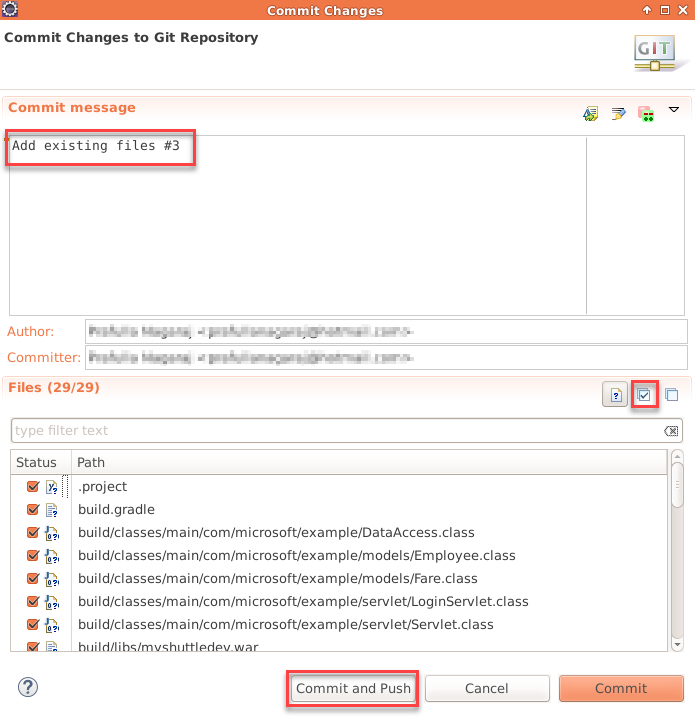 Commit Changes
Commit Changes to Git Repository
GIT
Commit message
Add existing files #3
Author:
Committer:
Files (29/29)
type filter text
Status Path
.project
build.gradle
build/classes/main/com/microsoft/example/DataAccess.class
build/classes/main/com/microsoft/example/models/Employee.class
build/classes/main/com/microsoft/example/models/Fare.class
build/classes/main/com/microsoft/example/servlet/LoginServlet.class
build/classes/main/com/microsoft/example/servlet/Servlet.class
build/libs/myshuttledev.war
Commit and Push Cancel Commit